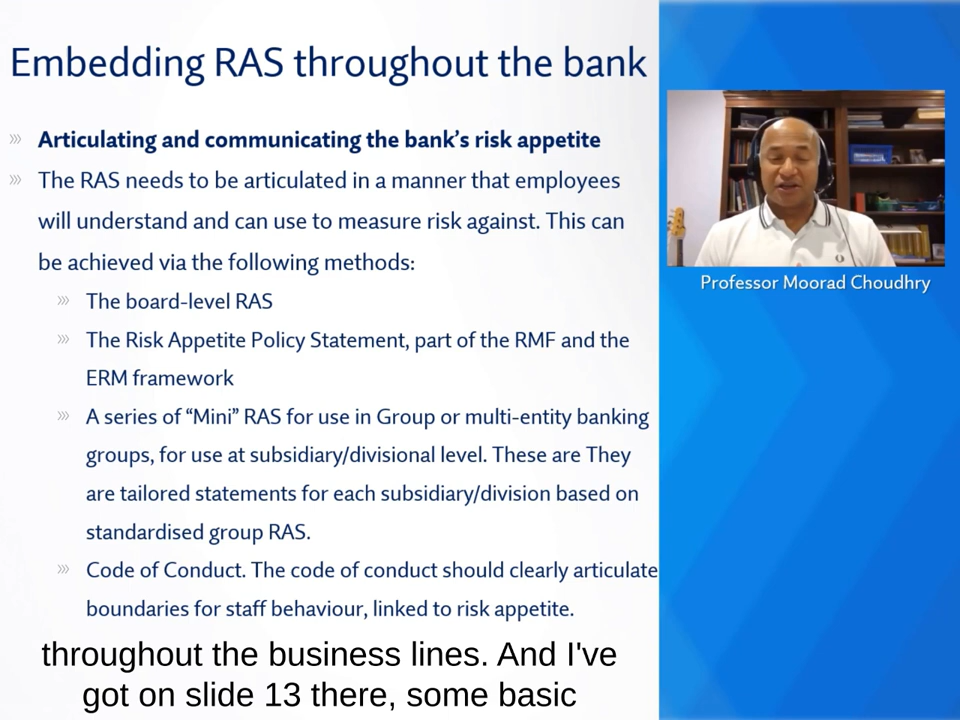 Embedding RAS throughout the bank
Articulating and communicating the bank's risk appetite
The RAS needs to be articulated in a manner that employees
will understand and can use to measure risk against. This can
be achieved via the following methods:
The board-level RAS
The Risk Appetite Policy Statement, part of the RMF and the
ERM framework
A series of “Mini” RAS for use in Group or multi-entity banking
groups, for use at subsidiary/divisional level. These are They
are tailored statements for each subsidiary/division based on
standardised group RAS.
Code of Conduct. The code of conduct should clearly articulate
boundaries for staff behaviour, linked to risk appetite.
Professor Moorad Choudhry
throughout the business lines. And I've
got on slide 13 there, some basic